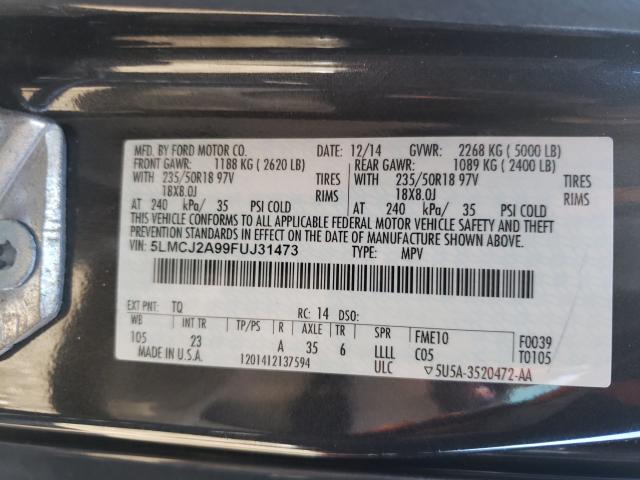 MFD. BY FORD MOTOR CO. DATE: 12/14 GVWR: 2268 KG ( 5000 LB)
FRONT GAWR: 1188 KG ( 2620 LB) REAR GAWR: 1089 KG ( 2400 LB)
WITH 235/50R18 97V TIRES WITH 235/50R18 97V TIRES
18X8.0J RIMS 18X8.0J RIMS
AT 240 kPa/ 35 PSI COLD AT 240 kPa/ 35 PSI COLD
THIS VEHICLE CONFORMS TO ALL APPLICABLE FEDERAL MOTOR VEHICLE SAFETY AND THEFT
PREVENTION STANDARDS IN EFFECT ON THE DATE OF MANUFACTURE SHOWN ABOVE.
VIN: 5LMCJ2A99FUJ31473 TYPE: MPV
EXT PNT: TQ RC: 14 DSO:
WB INT TR TP/PS R AXLE TR SPR FME10 F0039
105 23 A 35 6 LLLL C05 T0105
MADE IN U.S.A. 1201412137594 ULC ▽5U5A-3520472-AA